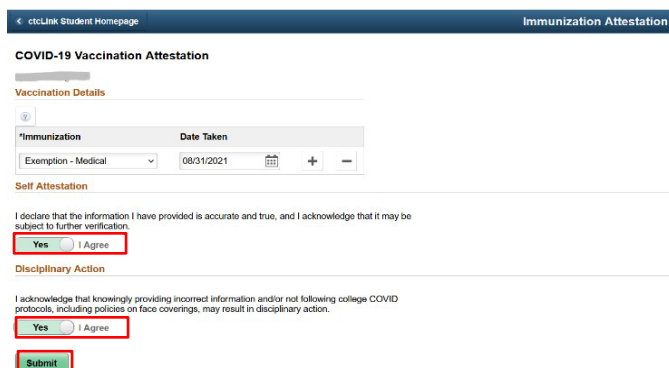 ctcLink Student Homepage Immunization Attestation
COVID-19 Vaccination Attestation
Vaccination Details
*Immunization Date Taken
Exemption - Medical 08/31/2021 + −
Self Attestation
I declare that the information I have provided is accurate and true, and I acknowledge that it may be
subject to further verification.
Yes I Agree
Disciplinary Action
I acknowledge that knowingly providing incorrect information and/or not following college COVID
protocols, including policies on face coverings, may result in disciplinary action.
Yes I Agree
Submit